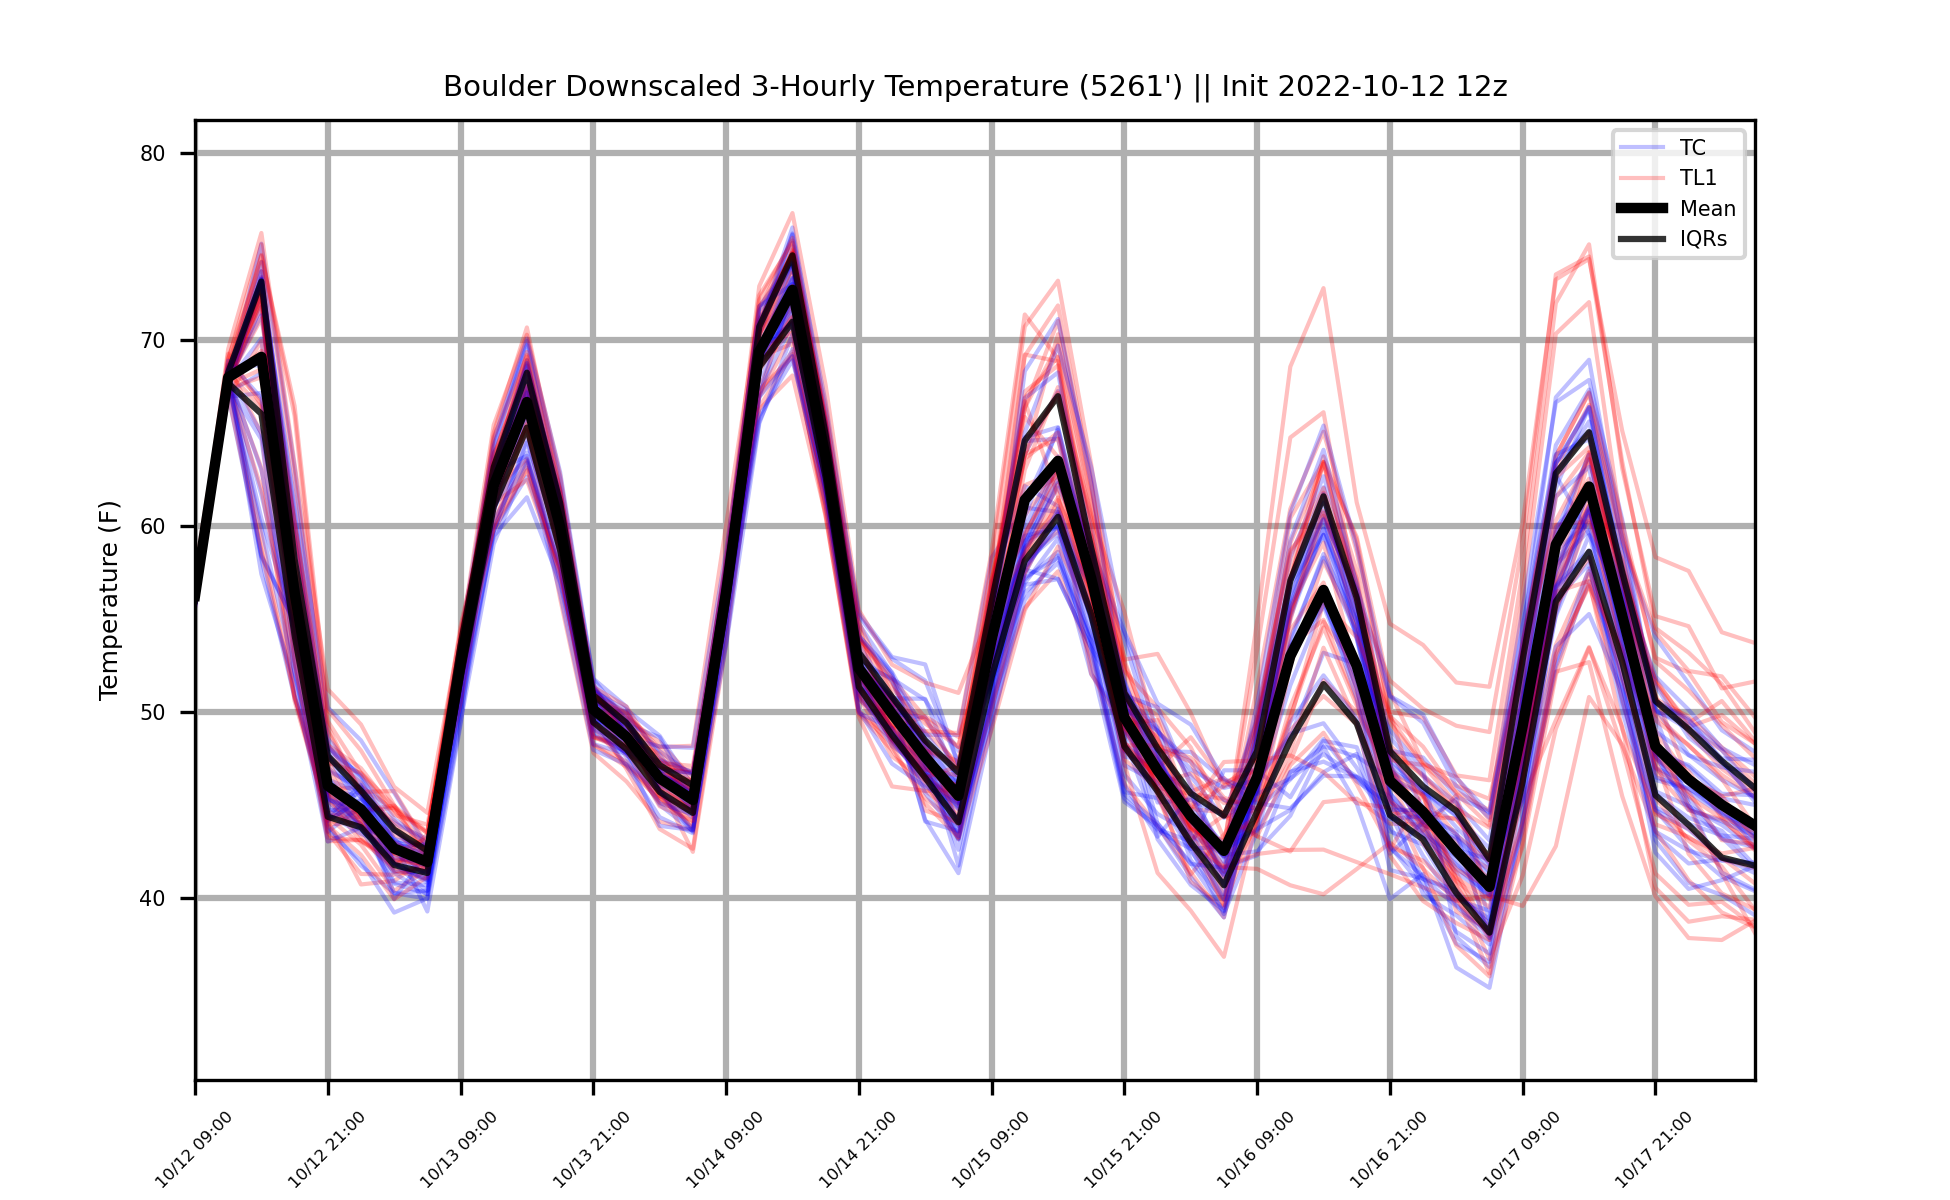 Boulder Downscaled 3-Hourly Temperature (5261') || Init 2022-10-12 12z
TC
TL1
Mean
IQRs
Temperature (F)
80
70
60
50
40
10/12 09:00
10/12 21:00
10/13 09:00
10/13 21:00
10/14 09:00
10/14 21:00
10/15 09:00
10/15 21:00
10/16 09:00
10/16 21:00
10/17 09:00
10/17 21:00